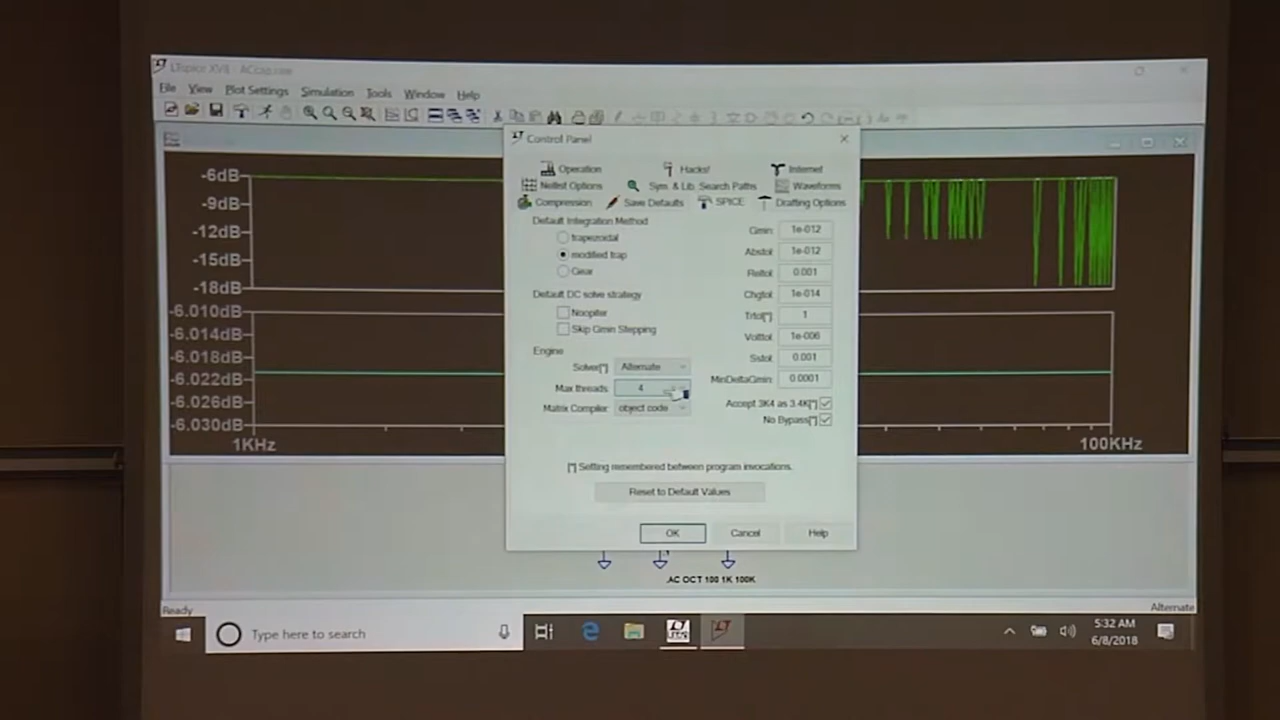 LTspice XVII - ACcap.raw
File View Plot Settings Simulation Tools Window Help
Control Panel
Operation Hacks! Internet
Netlist Options Sym. & Lib. Search Paths Waveforms
Compression Save Defaults SPICE Drafting Options
Default Integration Method
trapezoidal
modified trap
Gear
Default DC solve strategy
Noopiter
Skip Gmin Stepping
Engine
Solver[*] Alternate
Max threads: 4
Matrix Compiler: object code
Gmin: 1e-012
Abstol: 1e-012
Reltol: 0.001
Chgtol: 1e-014
Trtol[*]: 1
Volttol: 1e-006
Sstol: 0.001
MinDeltaGmin: 0.0001
Accept 3K4 as 3.4K[*]
No Bypass[*]
[*] Setting remembered between program invocations.
Reset to Default Values
OK Cancel Help
-6dB
-9dB
-12dB
-15dB
-18dB
-6.010dB
-6.014dB
-6.018dB
-6.022dB
-6.026dB
-6.030dB
1KHz 100KHz
.AC OCT 100 1K 100K
Ready Alternate
Type here to search
5:32 AM
6/8/2018